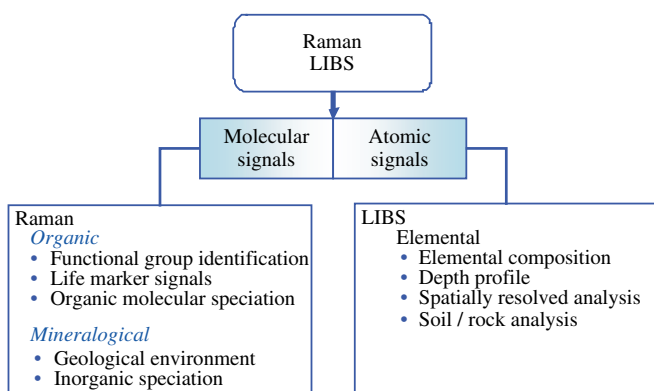 Raman
LIBS
Molecular
signals
Atomic
signals
Raman
Organic
• Functional group identification
• Life marker signals
• Organic molecular speciation
Mineralogical
• Geological environment
• Inorganic speciation
LIBS
Elemental
• Elemental composition
• Depth profile
• Spatially resolved analysis
• Soil / rock analysis